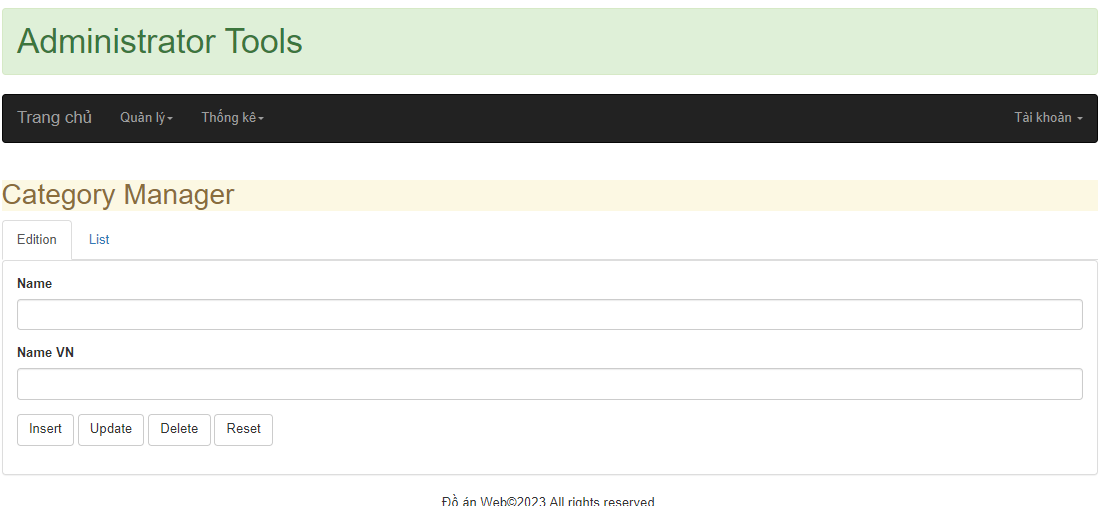 Administrator Tools
Trang chủ Quản lý Thống kê Tài khoản
Category Manager
Edition List
Name
Name VN
Insert Update Delete Reset
Đồ án Web©2023 All rights reserved